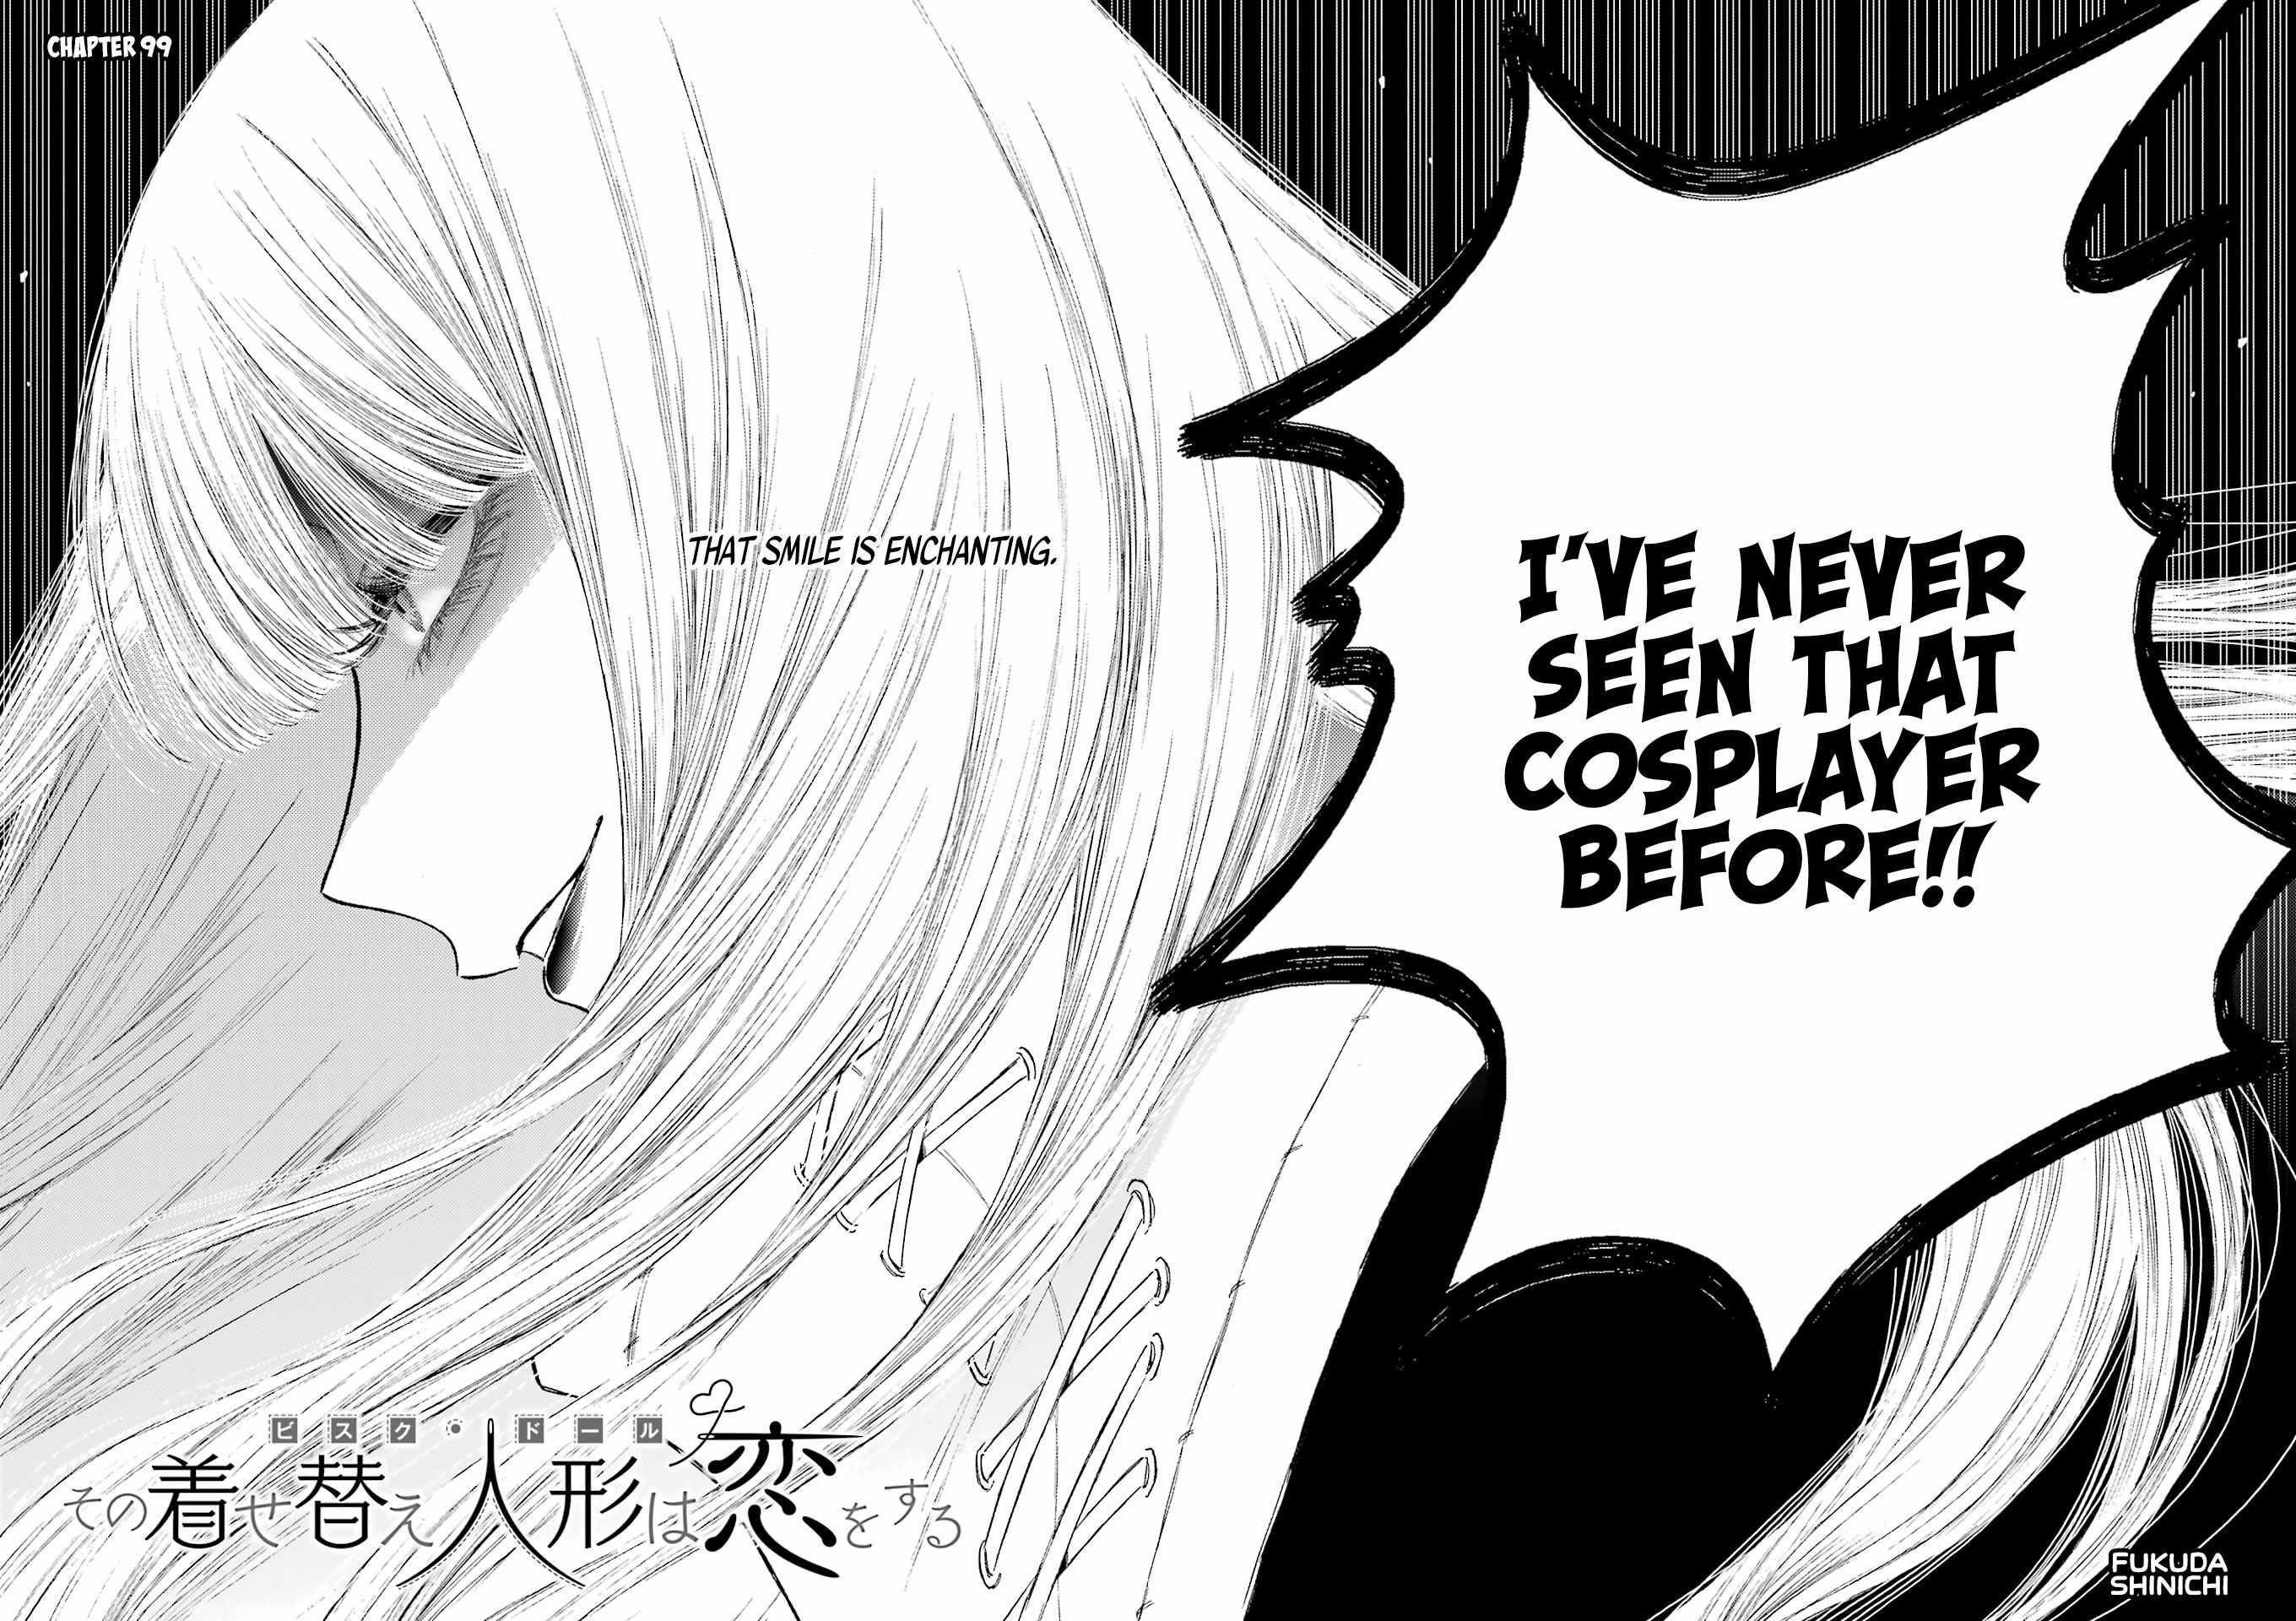 CHAPTER 99
I'VE NEVER
SEEN THAT
COSPLAYER
BEFORE!!
THAT SMILE IS ENCHANTING.
ビスク・ドール
その着せ替え人形は恋をする
FUKUDA
SHINICHI